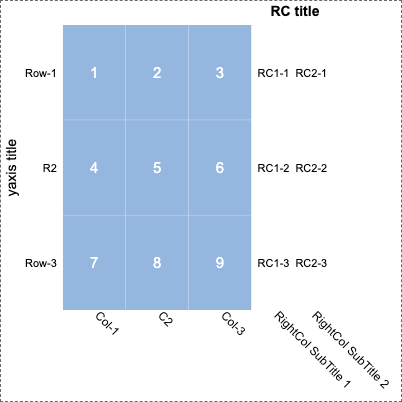 RC title
Row-1 1 2 3 RC1-1 RC2-1
yaxis title
R2 4 5 6 RC1-2 RC2-2
Row-3 7 8 9 RC1-3 RC2-3
Col-1 C2 Col-3 RightCol SubTitle 1 RightCol SubTitle 2